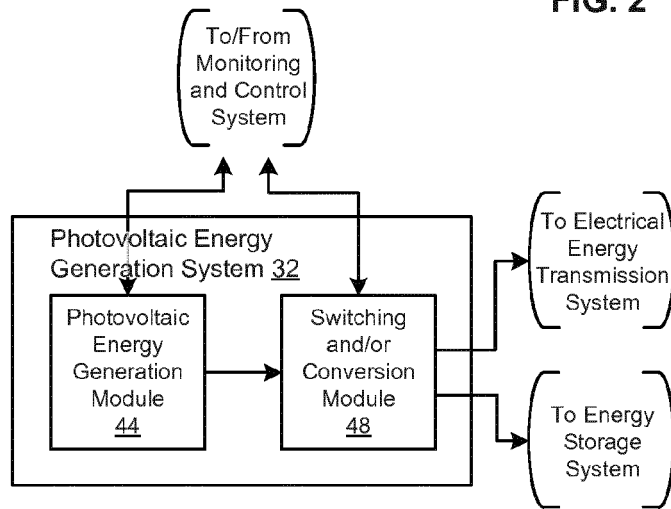 FIG. 2
To/From
Monitoring
and Control
System
Photovoltaic Energy
Generation System 32
Photovoltaic
Energy
Generation
Module
44
Switching
and/or
Conversion
Module
48
To Electrical
Energy
Transmission
System
To Energy
Storage
System